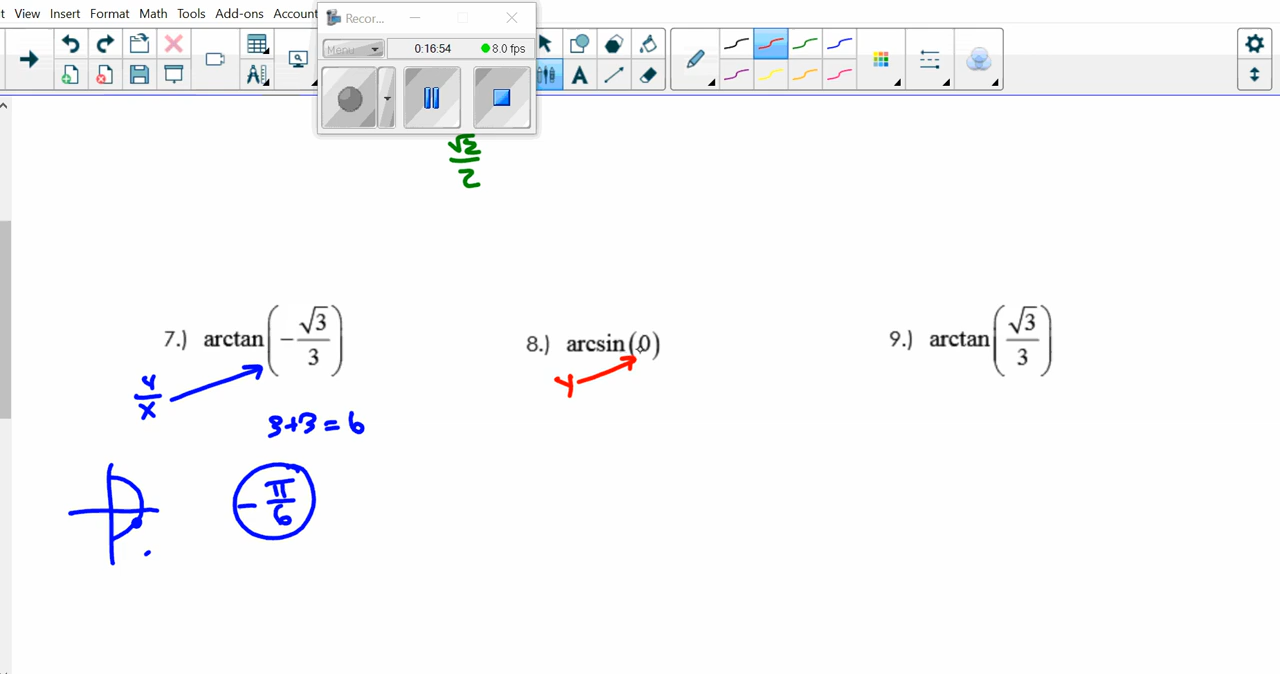 t View Insert Format Math Tools Add-ons Account
Recor...
Menu 0:16:54 8.0 fps
A A
√2
2
7.) arctan(-√3/3) 8.) arcsin(0) 9.) arctan(√3/3)
y
x
y
3+3=6
-π/6